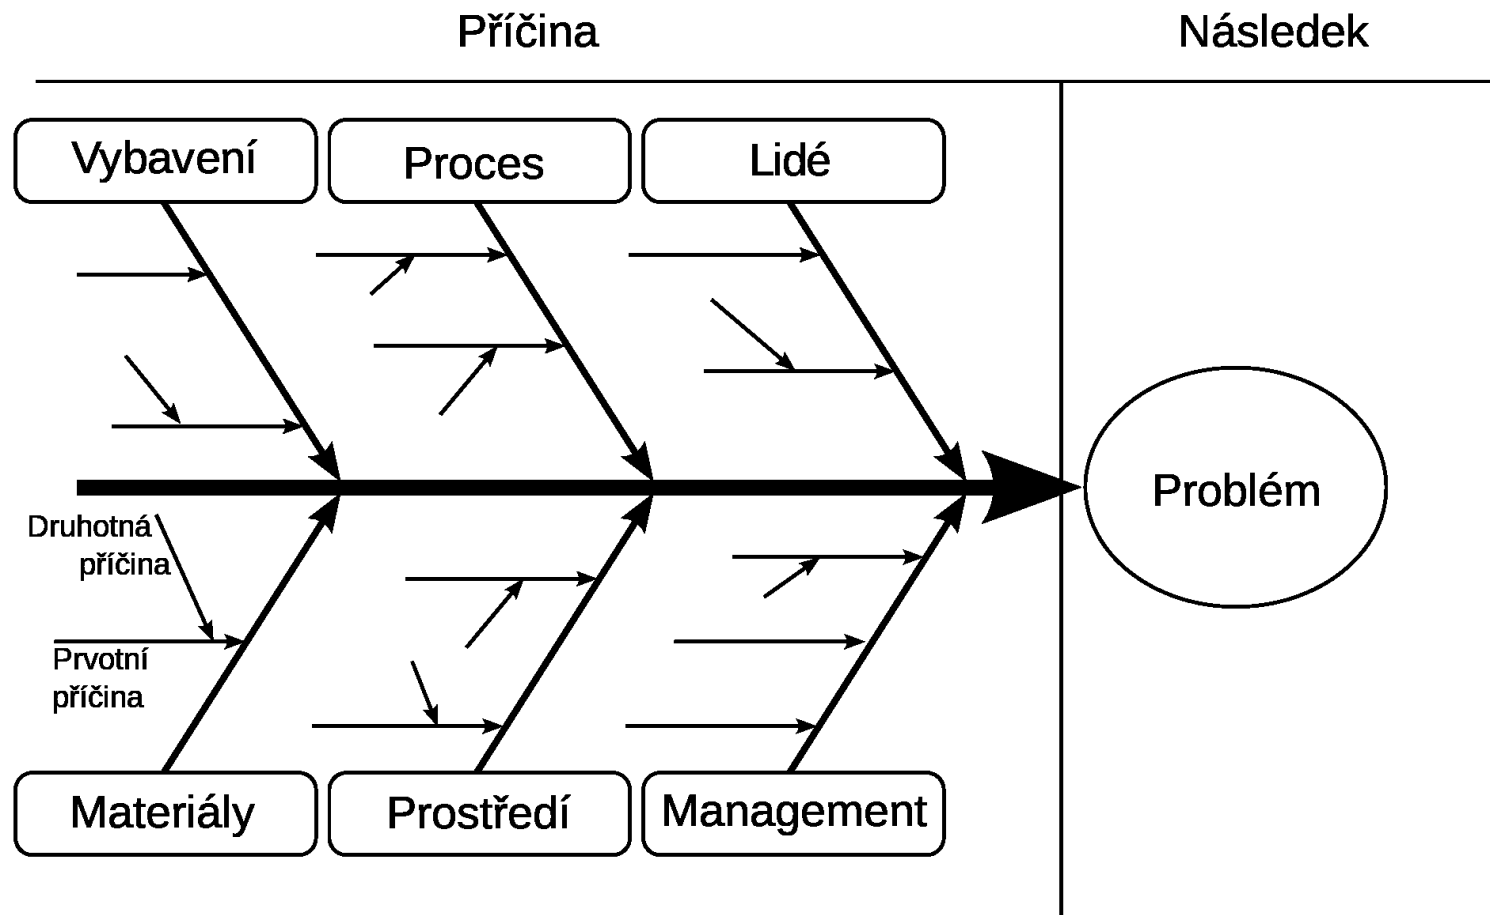 Příčina
Následek
Vybavení
Proces
Lidé
Problém
Druhotná
příčina
Prvotní
příčina
Materiály
Prostředí
Management